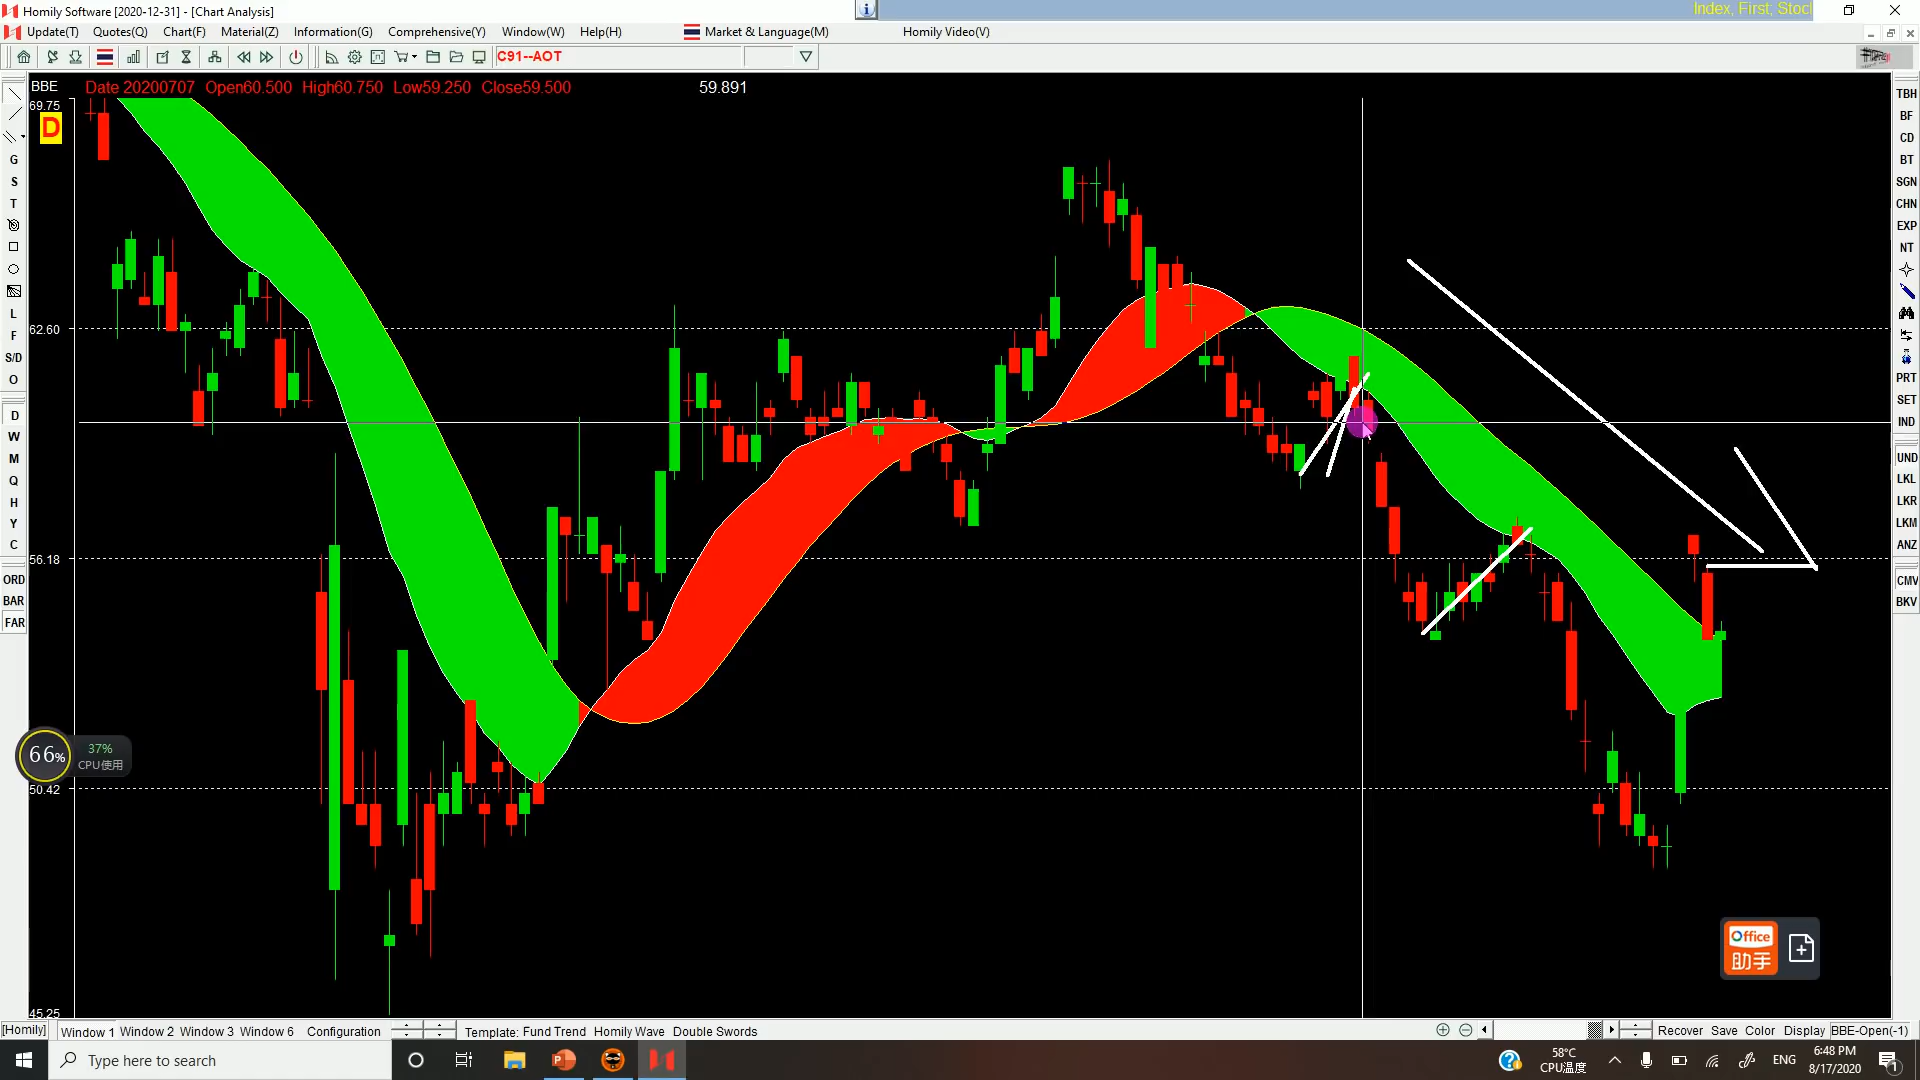 Homily Software [2020-12-31] - [Chart Analysis]
Index, First, Stoc
Update(T) Quotes(Q) Chart(F) Material(Z) Information(G) Comprehensive(Y) Window(W) Help(H) Market & Language(M) Homily Video(V)
C91--AOT
BBE Date 20200707 Open60.500 High60.750 Low59.250 Close59.500 59.891
69.75
D
62.60
56.18
50.42
45.25
G
S
T
L
F
S/D
O
D
W
M
Q
H
Y
C
ORD
BAR
FAR
TBH
BF
CD
BT
SGN
CHN
EXP
NT
PRT
SET
IND
UND
LKL
LKR
LKM
ANZ
CMV
BKV
66%
37%
CPU使用
Office
助手
[Homily] Window 1 Window 2 Window 3 Window 6 Configuration Template: Fund Trend Homily Wave Double Swords Recover Save Color Display BBE-Open(-1)
Type here to search
58°C
CPU温度
ENG
6:48 PM
8/17/2020
1